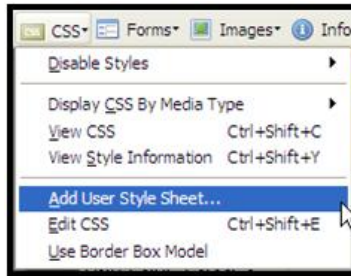 CSS Forms Images Info
Disable Styles
Display CSS By Media Type
View CSS Ctrl+Shift+C
View Style Information Ctrl+Shift+Y
Add User Style Sheet...
Edit CSS Ctrl+Shift+E
Use Border Box Model